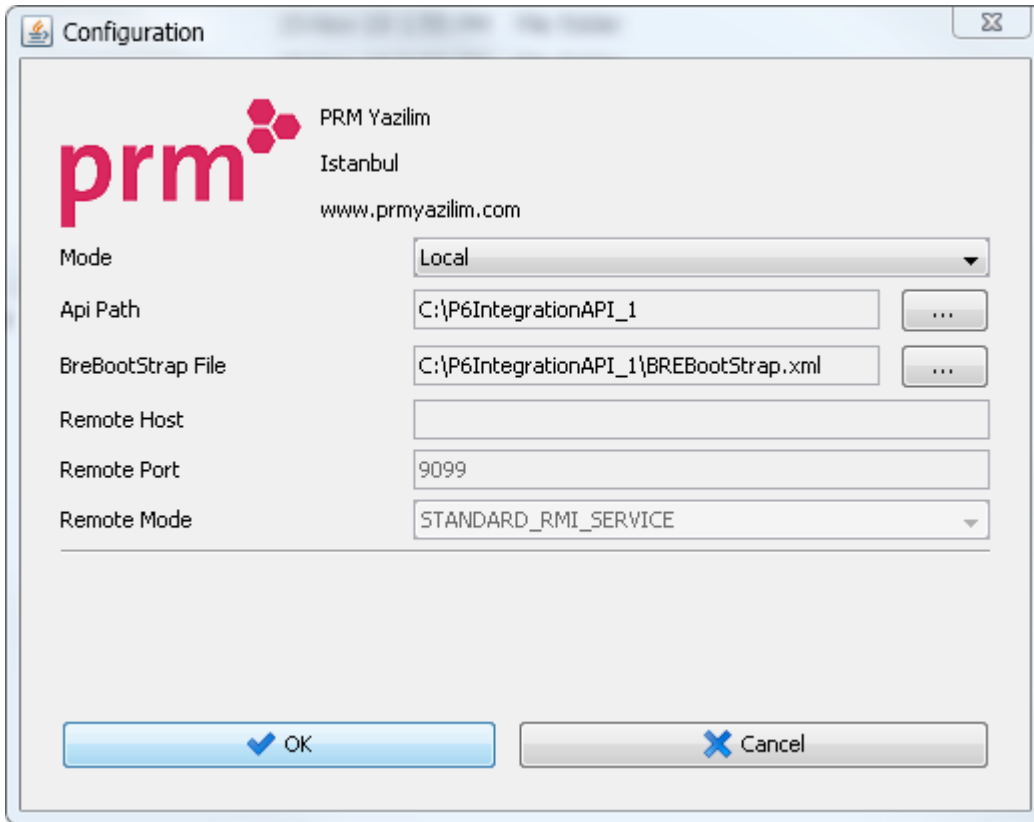 Configuration
prm
PRM Yazilim
Istanbul
www.prmyazilim.com
Mode Local
Api Path C:\P6IntegrationAPI_1 ...
BreBootStrap File C:\P6IntegrationAPI_1\BREBootStrap.xml ...
Remote Host
Remote Port 9099
Remote Mode STANDARD_RMI_SERVICE
OK Cancel